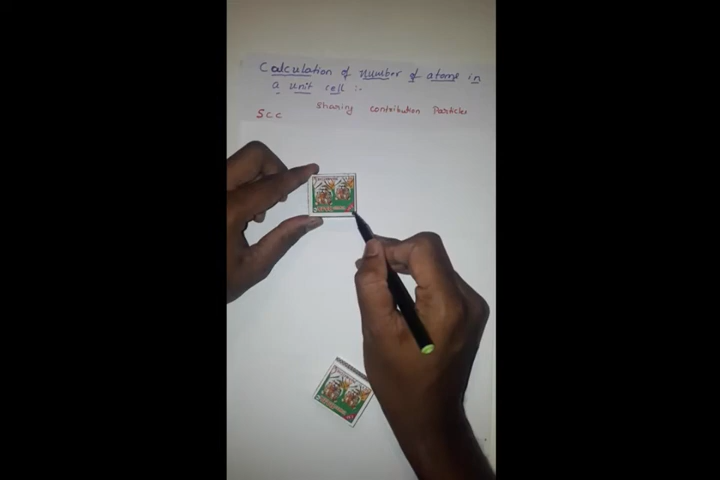 Calculation of number of atoms in
a unit cell :-
Scc sharing contribution Particles